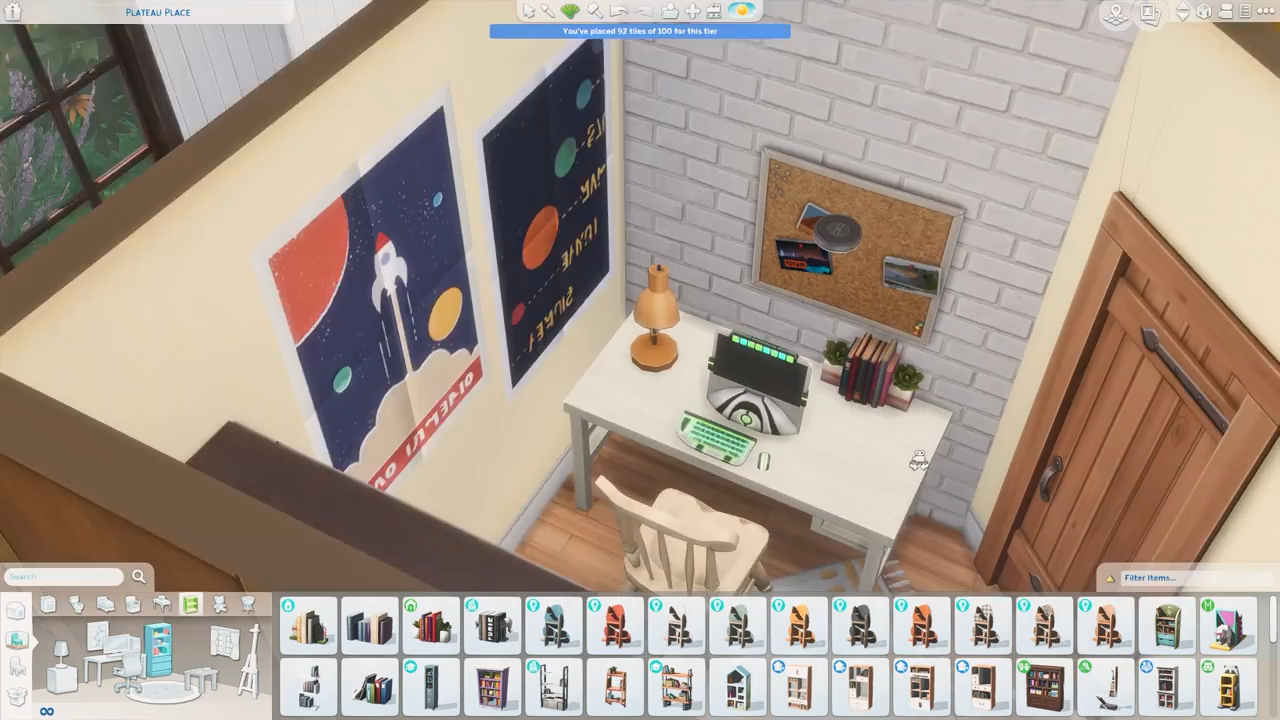 PLATEAU PLACE
You've placed 92 tiles of 100 for this tier
Search
Filter Items...